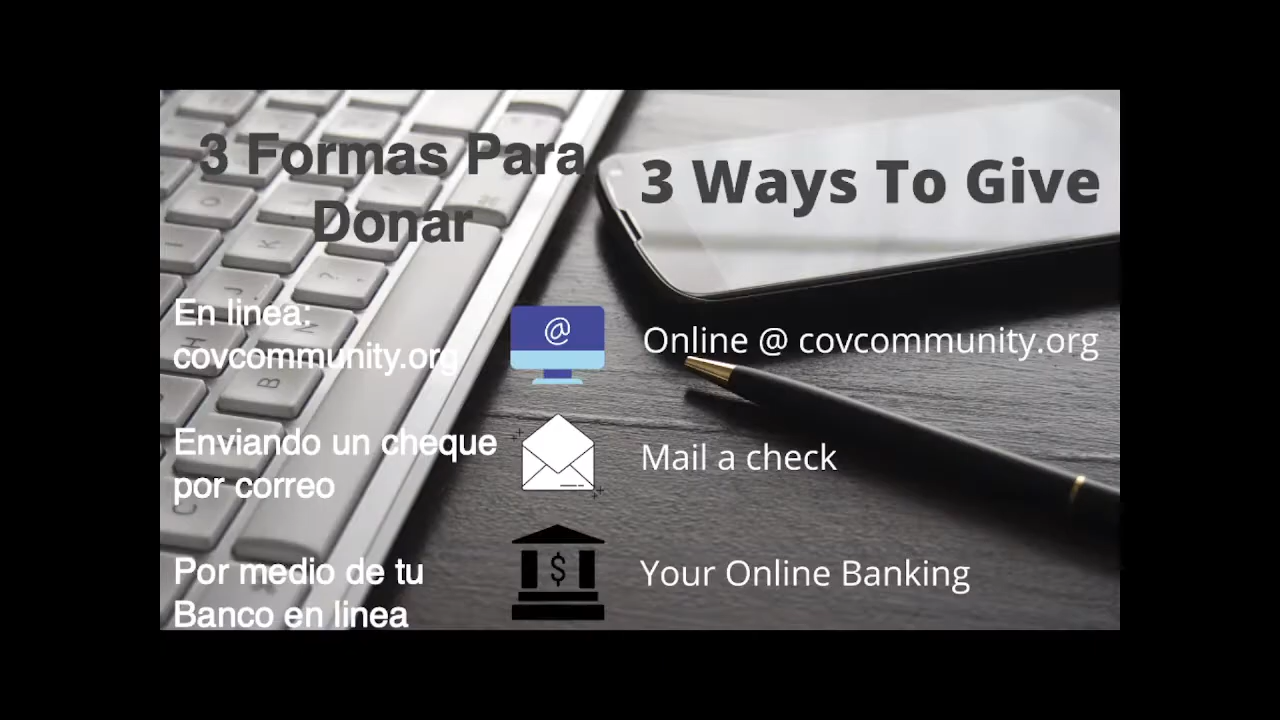 3 Formas Para
Donar
En linea:
covcommunity.org
Enviando un cheque
por correo
Por medio de tu
Banco en linea
3 Ways To Give
@
Online @ covcommunity.org
Mail a check
$
Your Online Banking